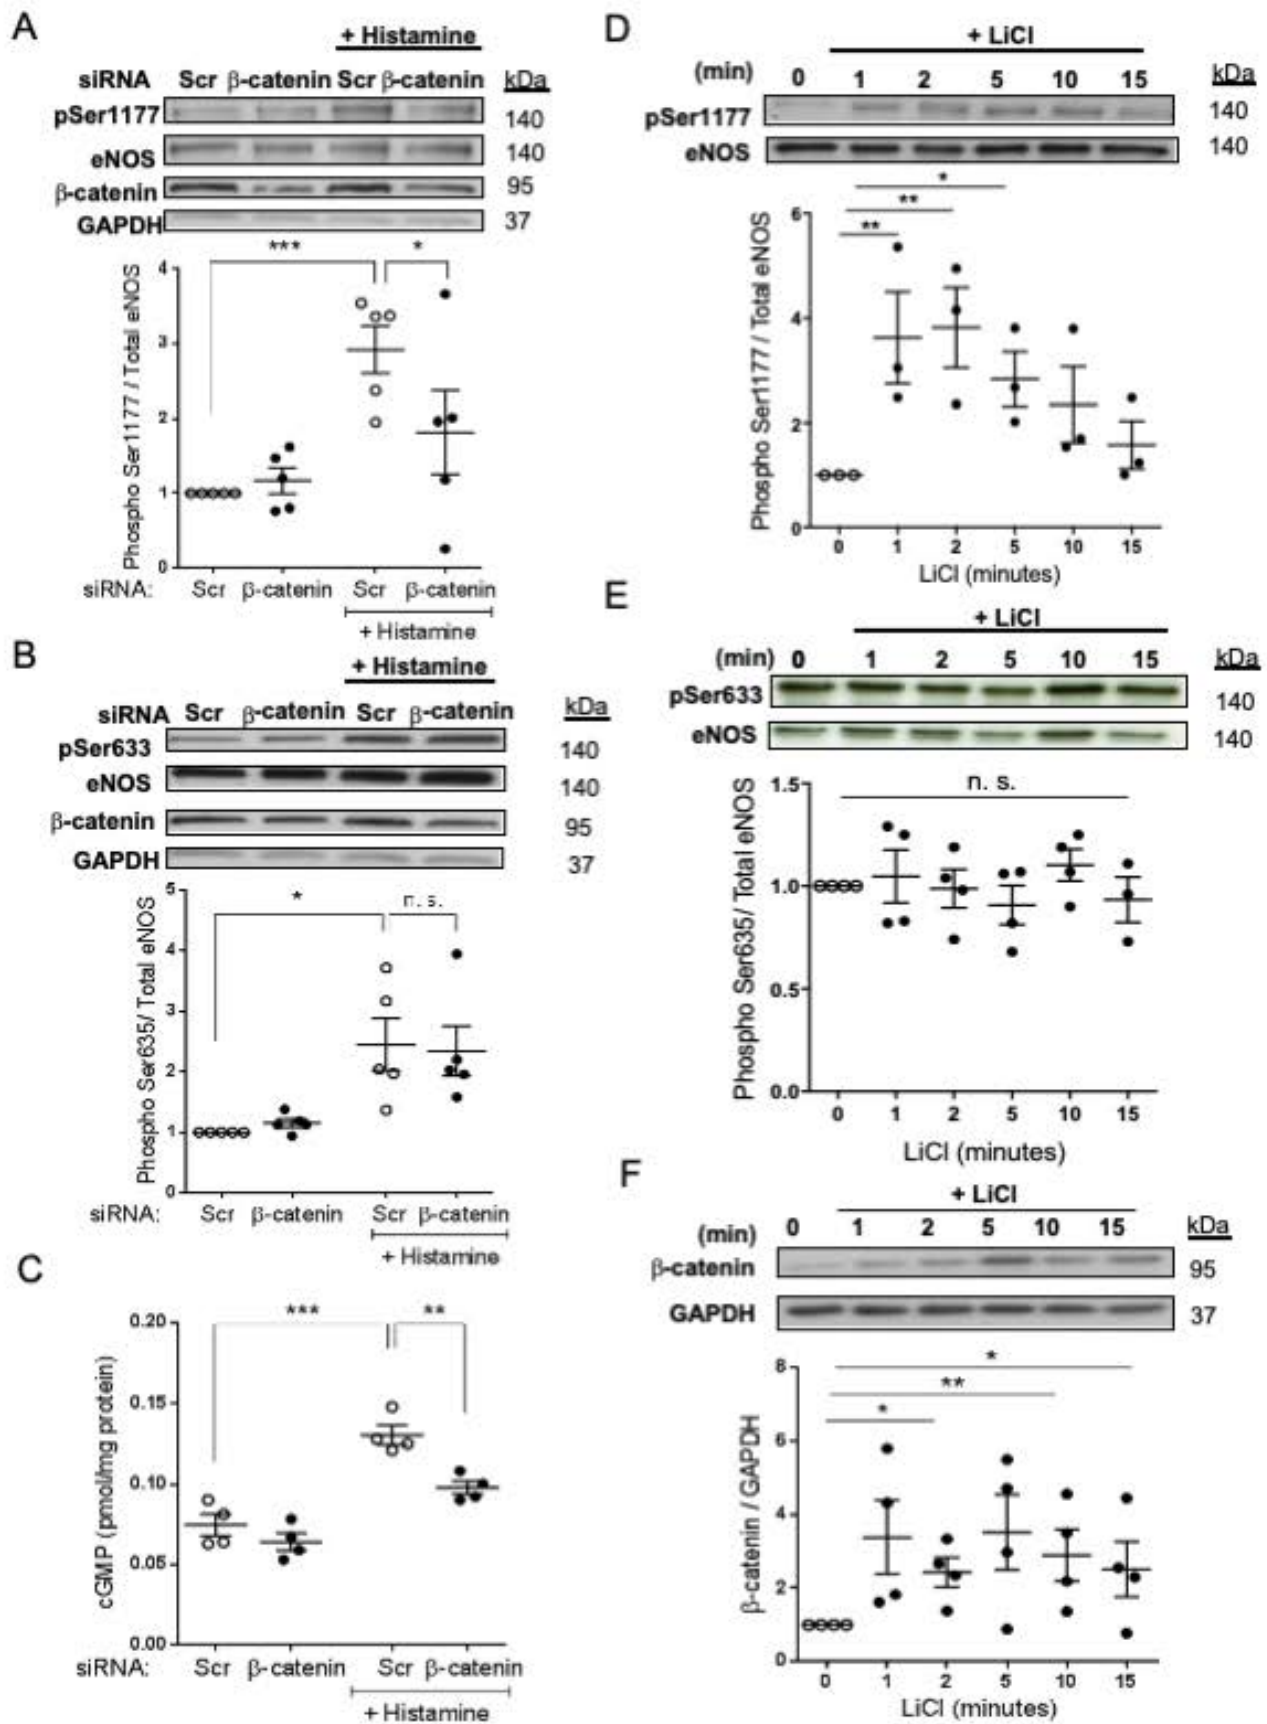 A
+ Histamine
siRNA Scr β-catenin Scr β-catenin kDa
pSer1177 140
eNOS 140
β-catenin 95
GAPDH 37
*** *
Phospho Ser1177 / Total eNOS
4
3
2
1
0
siRNA: Scr β-catenin Scr β-catenin
+ Histamine
B
+ Histamine
siRNA Scr β-catenin Scr β-catenin kDa
pSer633 140
eNOS 140
β-catenin 95
GAPDH 37
* n. s.
Phospho Ser635/ Total eNOS
5
4
3
2
1
0
siRNA: Scr β-catenin Scr β-catenin
+ Histamine
C
*** **
cGMP (pmol/mg protein)
0.20
0.15
0.10
0.05
0.00
siRNA: Scr β-catenin Scr β-catenin
+ Histamine
D
+ LiCl
(min) 0 1 2 5 10 15 kDa
pSer1177 140
eNOS 140
*
**
**
Phospho Ser1177 / Total eNOS
6
4
2
0
0 1 2 5 10 15
LiCl (minutes)
E
+ LiCl
(min) 0 1 2 5 10 15 kDa
pSer633 140
eNOS 140
n. s.
Phospho Ser635/ Total eNOS
1.5
1.0
0.5
0.0
0 1 2 5 10 15
LiCl (minutes)
F
+ LiCl
(min) 0 1 2 5 10 15 kDa
β-catenin 95
GAPDH 37
*
**
*
β-catenin / GAPDH
8
6
4
2
0
0 1 2 5 10 15
LiCl (minutes)